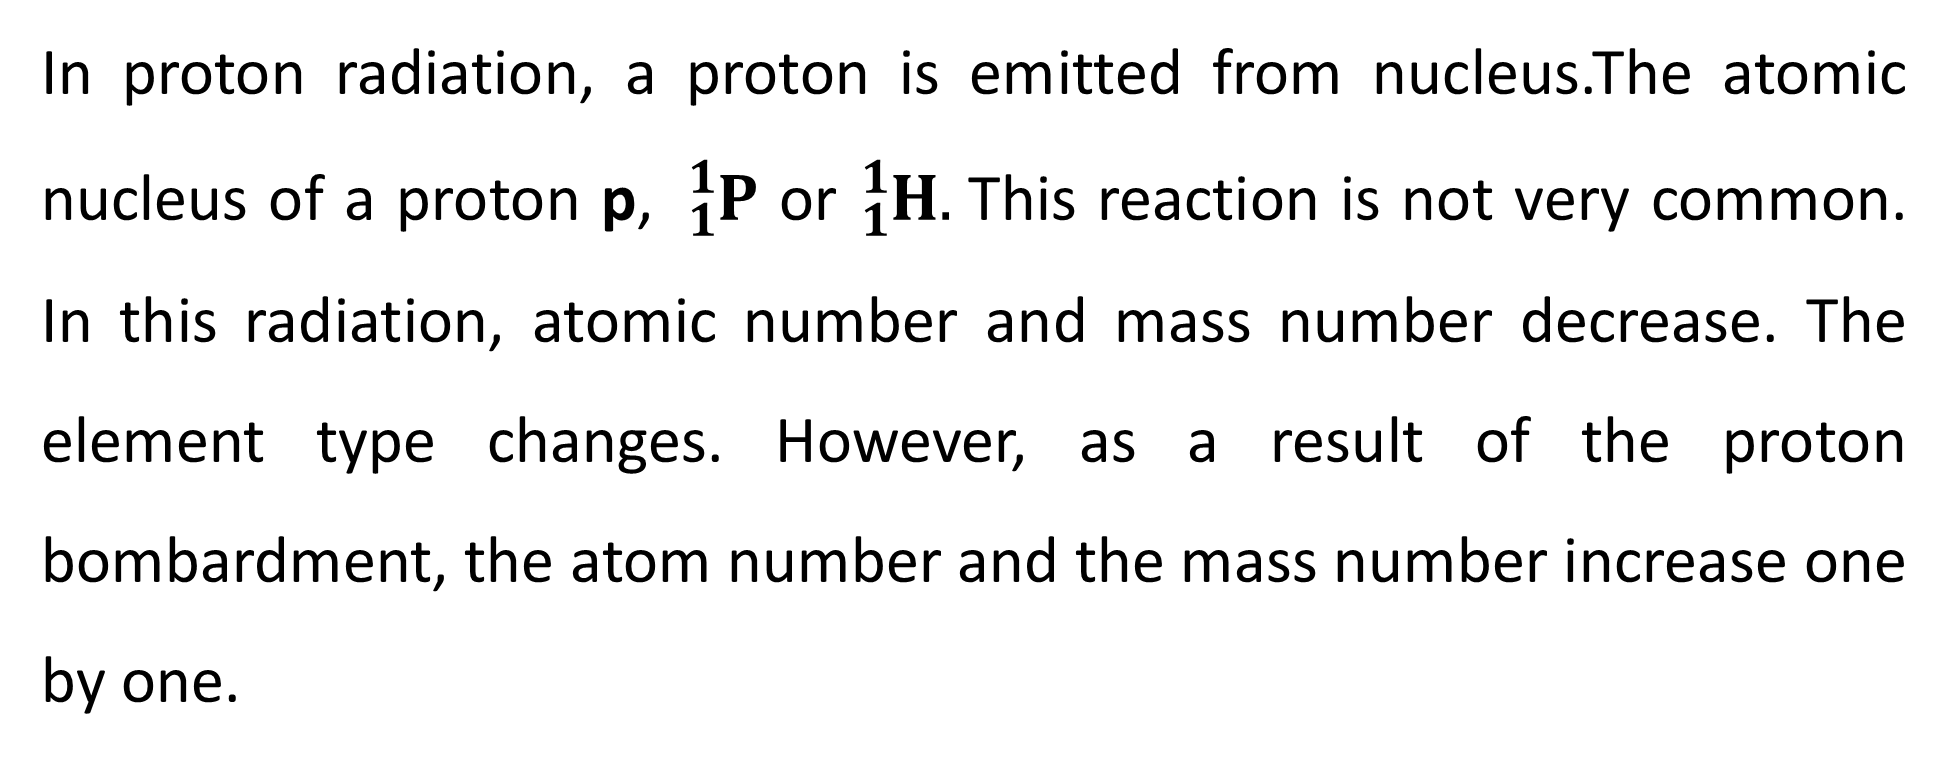 In proton radiation, a proton is emitted from nucleus.The atomic
nucleus of a proton p, ¹₁P or ¹₁H. This reaction is not very common.
In this radiation, atomic number and mass number decrease. The
element type changes. However, as a result of the proton
bombardment, the atom number and the mass number increase one
by one.